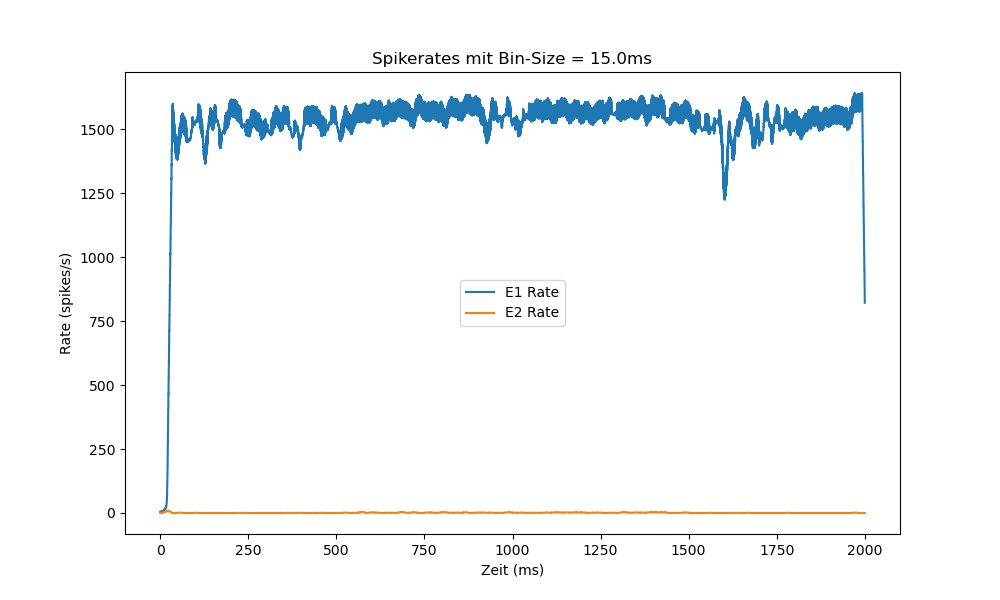 Spikerates mit Bin-Size = 15.0ms
Rate (spikes/s)
1500
1250
1000
750
500
250
0
E1 Rate
E2 Rate
0 250 500 750 1000 1250 1500 1750 2000
Zeit (ms)